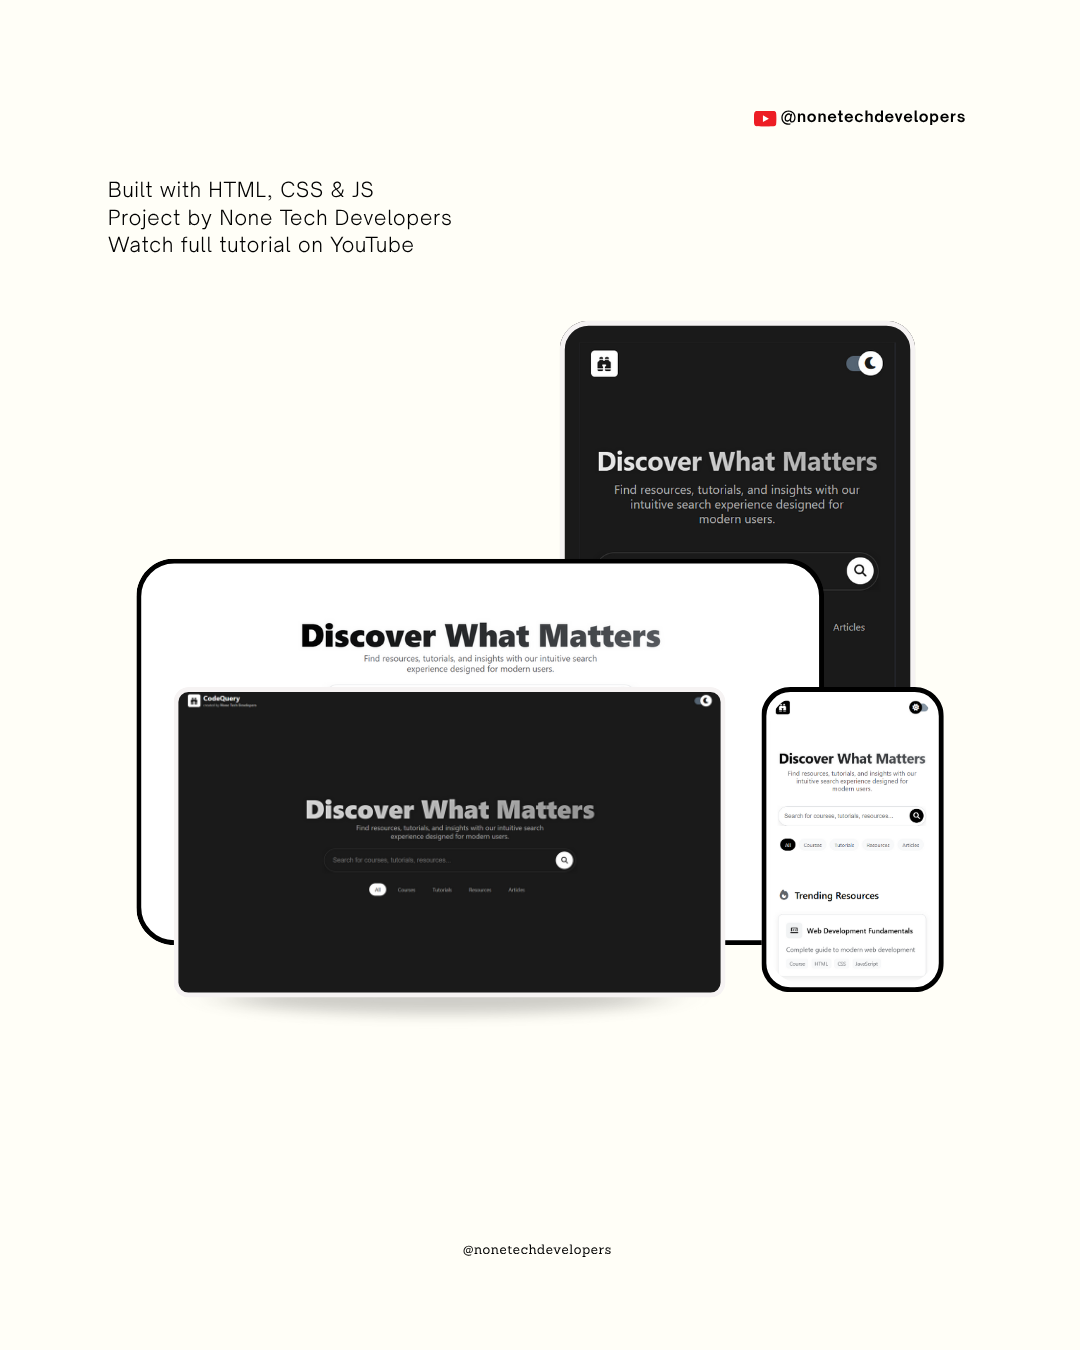 @nonetechdevelopers
Built with HTML, CSS & JS
Project by None Tech Developers
Watch full tutorial on YouTube
Discover What Matters
Find resources, tutorials, and insights with our
intuitive search experience designed for
modern users.
Articles
Discover What Matters
Find resources, tutorials, and insights with our intuitive search
experience designed for modern users.
CodeQuery
created by None Tech Developers
Discover What Matters
Find resources, tutorials, and insights with our intuitive search
experience designed for modern users.
Search for courses, tutorials, resources...
All Courses Tutorials Resources Articles
Discover What Matters
Find resources, tutorials, and insights with our
intuitive search experience designed for
modern users.
Search for courses, tutorials, resources...
All Courses Tutorials Resources Articles
Trending Resources
Web Development Fundamentals
Complete guide to modern web development
Course HTML CSS JavaScript
@nonetechdevelopers